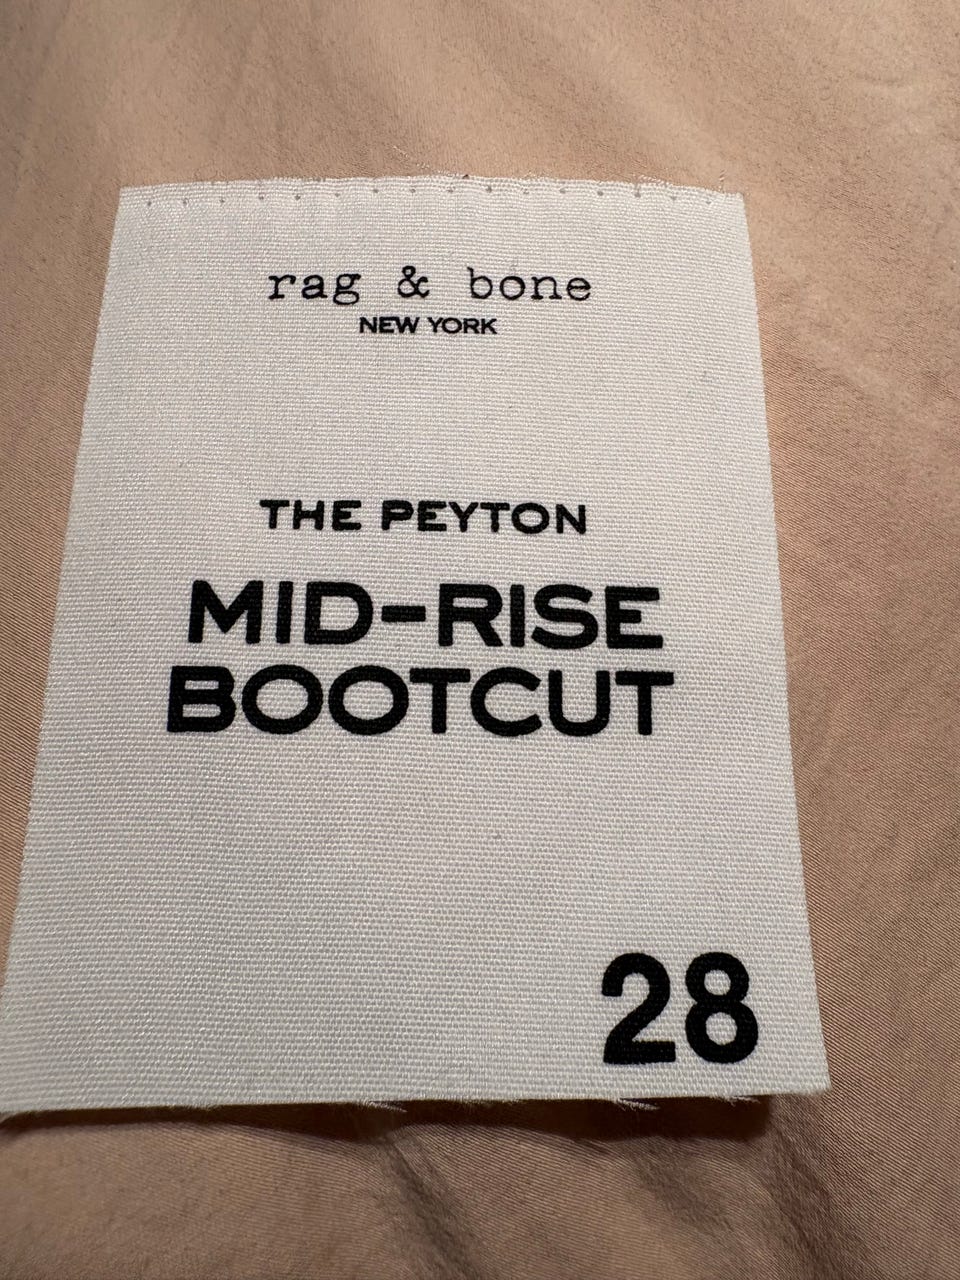 rag & bone
NEW YORK
THE PEYTON
MID-RISE
BOOTCUT
28